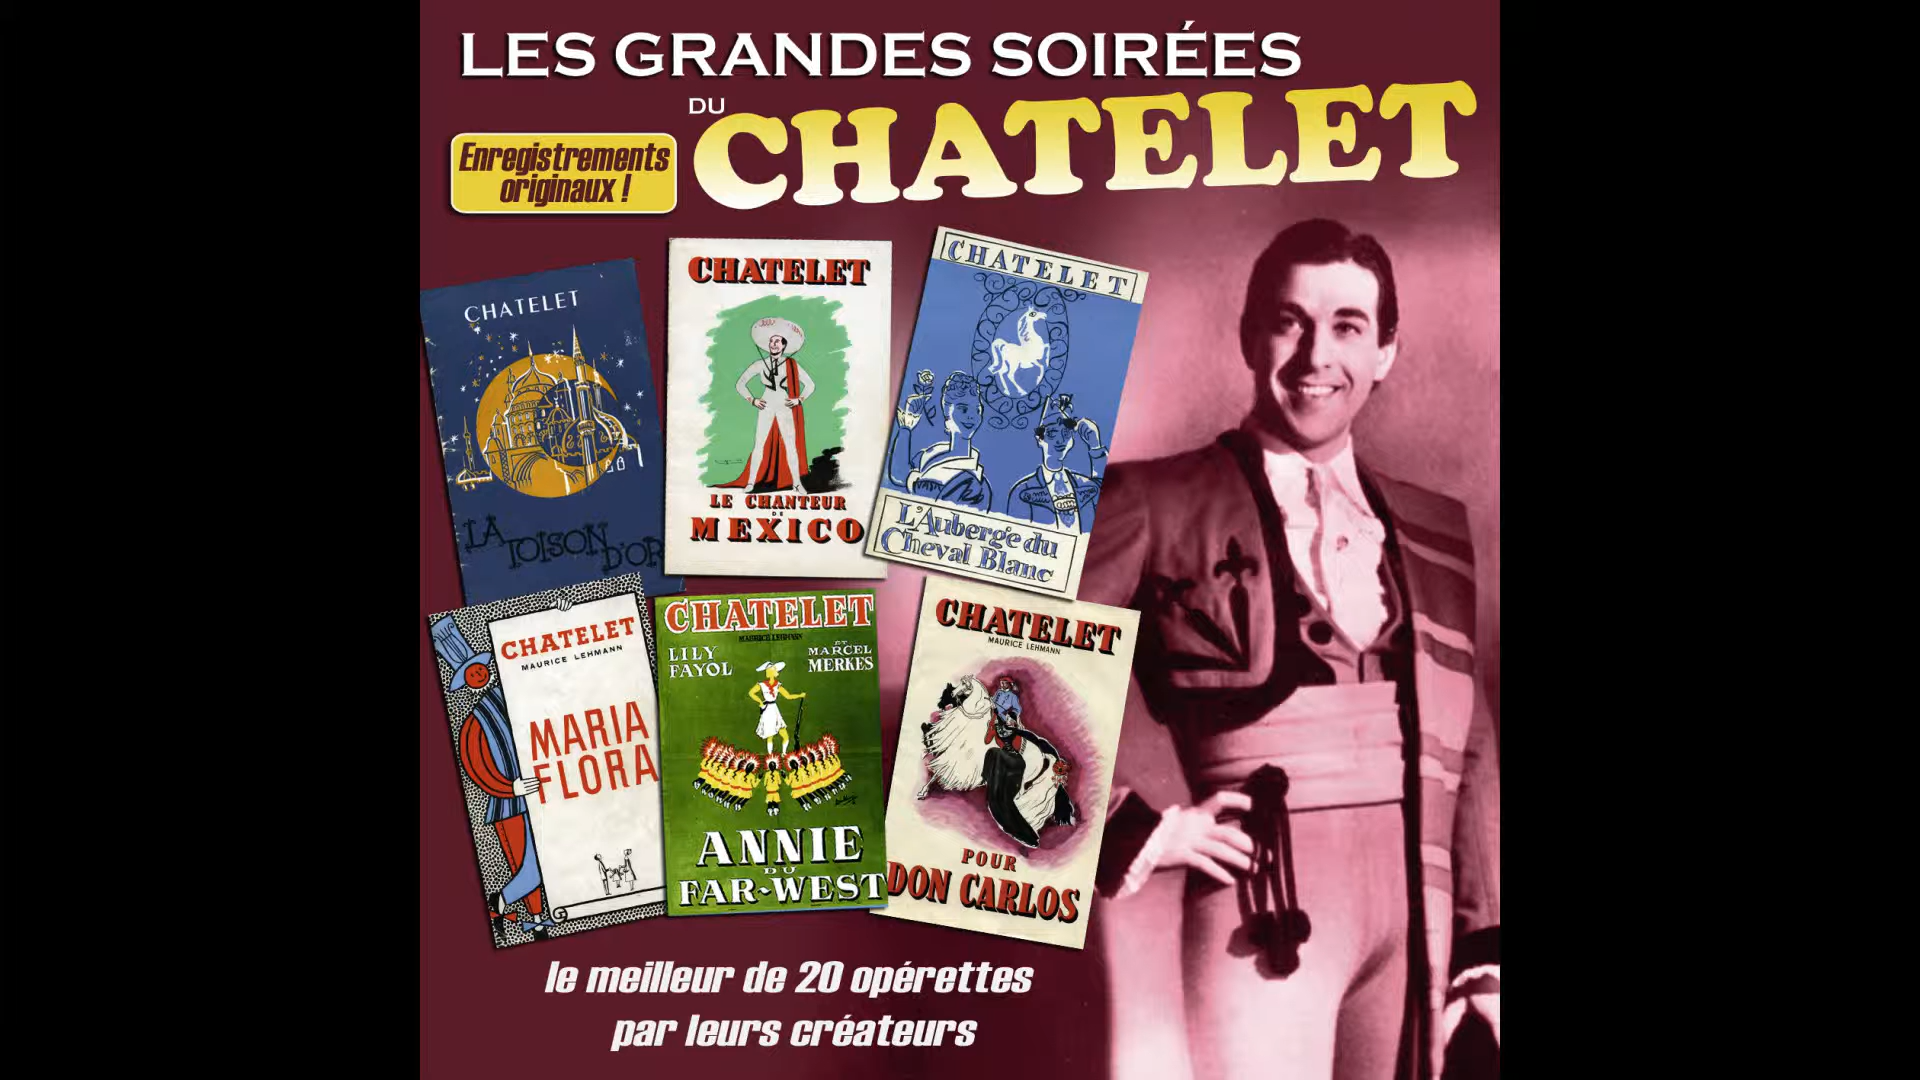 LES GRANDES SOIRÉES
DU
CHATELET
Enregistrements
originaux !
CHATELET
LA
TOISON
D'OR
CHATELET
LE CHANTEUR
DE
MEXICO
CHATELET
L'Auberge du
Cheval Blanc
CHATELET
MAURICE LEHMANN
MARIA
FLORA
CHATELET
MAURICE LEHMANN
LILY
FAYOL
ET
MARCEL
MERKES
ANNIE
DU
FAR-WEST
CHATELET
MAURICE LEHMANN
POUR
DON CARLOS
le meilleur de 20 opérettes
par leurs créateurs